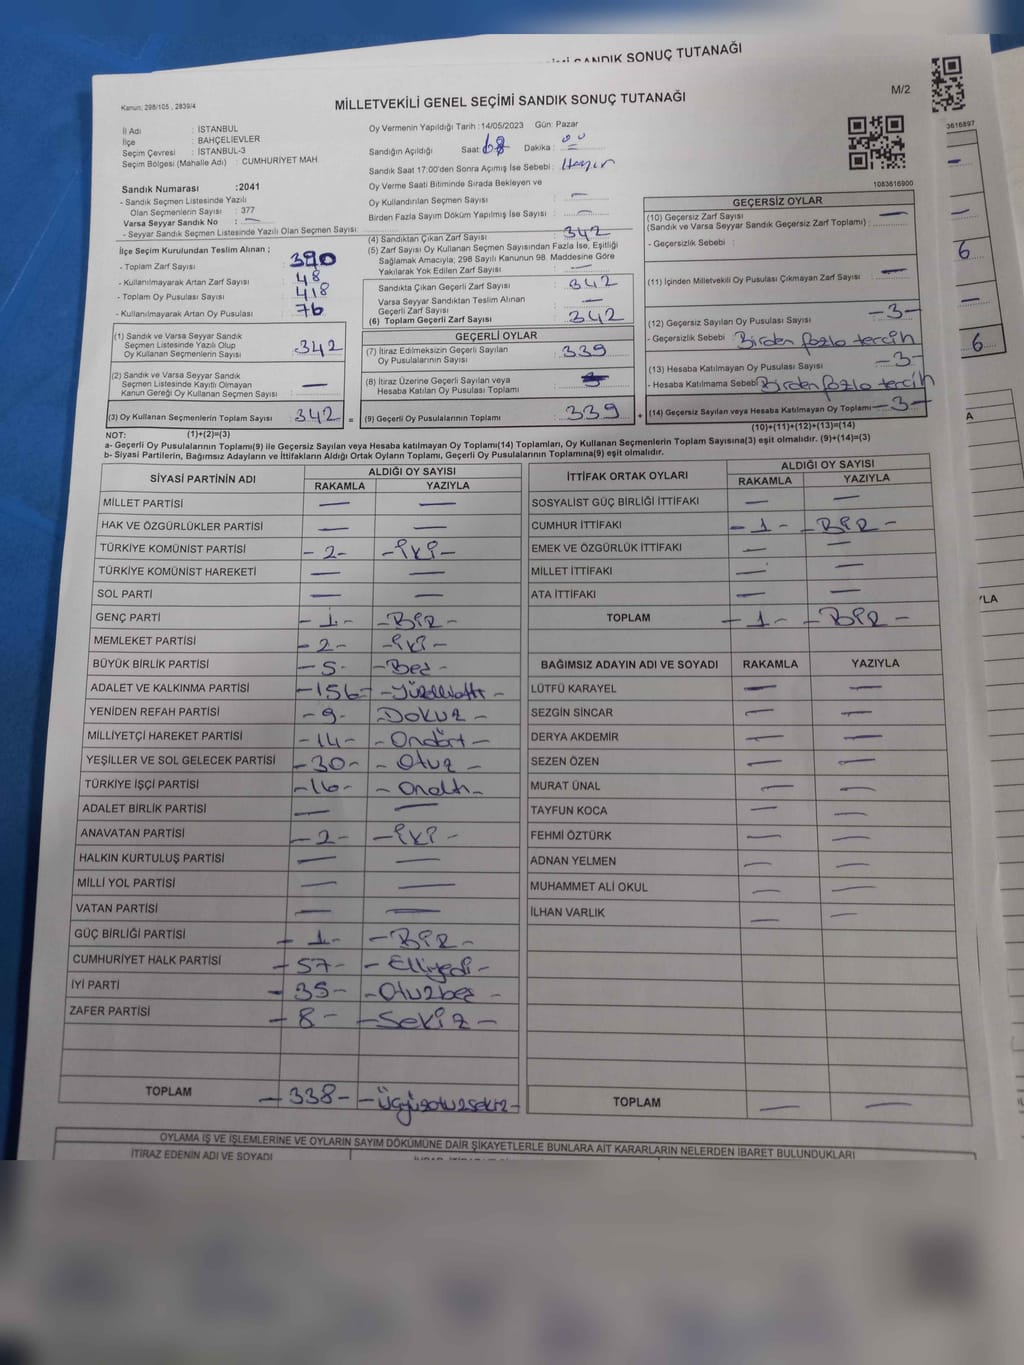 SANDIK SONUÇ TUTANAĞI
MİLLETVEKİLİ GENEL SEÇİMİ SANDIK SONUÇ TUTANAĞI
M/2
Kanun: 298/105 , 2839/4
3616897
1083616900
İl Adı : İSTANBUL
İlçe : BAHÇELİEVLER
Seçim Çevresi : İSTANBUL-3
Seçim Bölgesi (Mahalle Adı) : CUMHURİYET MAH.
Sandık Numarası :2041
- Sandık Seçmen Listesinde Yazılı
Olan Seçmenlerin Sayısı : 377
Varsa Seyyar Sandık No : —
- Seyyar Sandık Seçmen Listesinde Yazılı Olan Seçmen Sayısı:
Oy Vermenin Yapıldığı Tarih :14/05/2023 Gün: Pazar
Sandığın Açıldığı Saat: Dakika :
Sandık Saat 17:00'den Sonra Açımış İse Sebebi : Hayır
Oy Verme Saati Bitiminde Sırada Bekleyen ve
Oy Kullandırılan Seçmen Sayısı : —
Birden Fazla Sayım Döküm Yapılmış İse Sayısı : —
İlçe Seçim Kurulundan Teslim Alınan ;
- Toplam Zarf Sayısı : 390
- Kullanılmayarak Artan Zarf Sayısı : 48
- Toplam Oy Pusulası Sayısı : 418
- Kullanılmayarak Artan Oy Pusulası : 76
(1) Sandık ve Varsa Seyyar Sandık
Seçmen Listesinde Yazılı Olup
Oy Kullanan Seçmenlerin Sayısı : 342
(2) Sandık ve Varsa Seyyar Sandık
Seçmen Listesinde Kayıtlı Olmayan
Kanun Gereği Oy Kullanan Seçmen Sayısı : —
(3) Oy Kullanan Seçmenlerin Toplam Sayısı : 342 =
(4) Sandıktan Çıkan Zarf Sayısı : 342
(5) Zarf Sayısı Oy Kullanan Seçmen Sayısından Fazla İse, Eşitliği
Sağlamak Amacıyla; 298 Sayılı Kanunun 98. Maddesine Göre
Yakılarak Yok Edilen Zarf Sayısı : —
Sandıkta Çıkan Geçerli Zarf Sayısı : 342
Varsa Seyyar Sandıktan Teslim Alınan
Geçerli Zarf Sayısı : —
(6) Toplam Geçerli Zarf Sayısı : 342
GEÇERLİ OYLAR
(7) İtiraz Edilmeksizin Geçerli Sayılan
Oy Pusulalarının Sayısı : 339
(8) İtiraz Üzerine Geçerli Sayılan veya
Hesaba Katılan Oy Pusulası Toplamı :
(9) Geçerli Oy Pusulalarının Toplamı : 339 +
GEÇERSİZ OYLAR
(10) Geçersiz Zarf Sayısı : —
(Sandık ve Varsa Seyyar Sandık Geçersiz Zarf Toplamı) :
- Geçersizlik Sebebi :
(11) İçinden Milletvekili Oy Pusulası Çıkmayan Zarf Sayısı : —
(12) Geçersiz Sayılan Oy Pusulası Sayısı : -3-
- Geçersizlik Sebebi : Birden fazla tercih
(13) Hesaba Katılmayan Oy Pusulası Sayısı : -3-
- Hesaba Katılmama Sebebi : Birden fazla tercih
(14) Geçersiz Sayılan veya Hesaba Katılmayan Oy Toplamı : -3-
6
6
NOT: (1)+(2)=(3) (10)+(11)+(12)+(13)=(14)
a- Geçerli Oy Pusulalarının Toplamı(9) ile Geçersiz Sayılan veya Hesaba Katılmayan Oy Toplamı(14) Toplamları, Oy Kullanan Seçmenlerin Toplam Sayısına(3) eşit olmalıdır. (9)+(14)=(3)
b- Siyasi Partilerin, Bağımsız Adayların ve İttifakların Aldığı Ortak Oyların Toplamı, Geçerli Oy Pusulalarının Toplamına(9) eşit olmalıdır.
SİYASİ PARTİNİN ADI ALDIĞI OY SAYISI
RAKAMLA YAZIYLA
MİLLET PARTİSİ — —
HAK VE ÖZGÜRLÜKLER PARTİSİ — —
TÜRKİYE KOMÜNİST PARTİSİ -2- -İKİ-
TÜRKİYE KOMÜNİST HAREKETİ — —
SOL PARTİ — —
GENÇ PARTİ -1- -BİR-
MEMLEKET PARTİSİ -2- -İKİ-
BÜYÜK BİRLİK PARTİSİ -5- -Beş-
ADALET VE KALKINMA PARTİSİ -156- -Yüzelliatı-
YENİDEN REFAH PARTİSİ -9- -Dokuz-
MİLLİYETÇİ HAREKET PARTİSİ -14- -Ondört-
YEŞİLLER VE SOL GELECEK PARTİSİ -30- -Otuz-
TÜRKİYE İŞÇİ PARTİSİ -16- -Onaltı-
ADALET BİRLİK PARTİSİ — —
ANAVATAN PARTİSİ -2- -İKİ-
HALKIN KURTULUŞ PARTİSİ — —
MİLLİ YOL PARTİSİ — —
VATAN PARTİSİ — —
GÜÇ BİRLİĞİ PARTİSİ -1- -BİR-
CUMHURİYET HALK PARTİSİ -57- -Elliyedi-
İYİ PARTİ -35- -Otuzbeş-
ZAFER PARTİSİ -8- -Sekiz-
TOPLAM -338- -Üçyüzotuzsekiz-
İTTİFAK ORTAK OYLARI ALDIĞI OY SAYISI
RAKAMLA YAZIYLA
SOSYALİST GÜÇ BİRLİĞİ İTTİFAKI — —
CUMHUR İTTİFAKI -1- -BİR-
EMEK VE ÖZGÜRLÜK İTTİFAKI — —
MİLLET İTTİFAKI — —
ATA İTTİFAKI — —
TOPLAM -1- -BİR-
BAĞIMSIZ ADAYIN ADI VE SOYADI RAKAMLA YAZIYLA
LÜTFÜ KARAYEL — —
SEZGİN SİNCAR — —
DERYA AKDEMİR — —
SEZEN ÖZEN — —
MURAT ÜNAL — —
TAYFUN KOCA — —
FEHMİ ÖZTÜRK — —
ADNAN YELMEN — —
MUHAMMET ALİ OKUL — —
İLHAN VARLIK — —
TOPLAM — —
OYLAMA İŞ VE İŞLEMLERİNE VE OYLARIN SAYIM DÖKÜMÜNE DAİR ŞİKAYETLERLE BUNLARA AİT KARARLARIN NELERDEN İBARET BULUNDUKLARI
İTİRAZ EDENİN ADI VE SOYADI